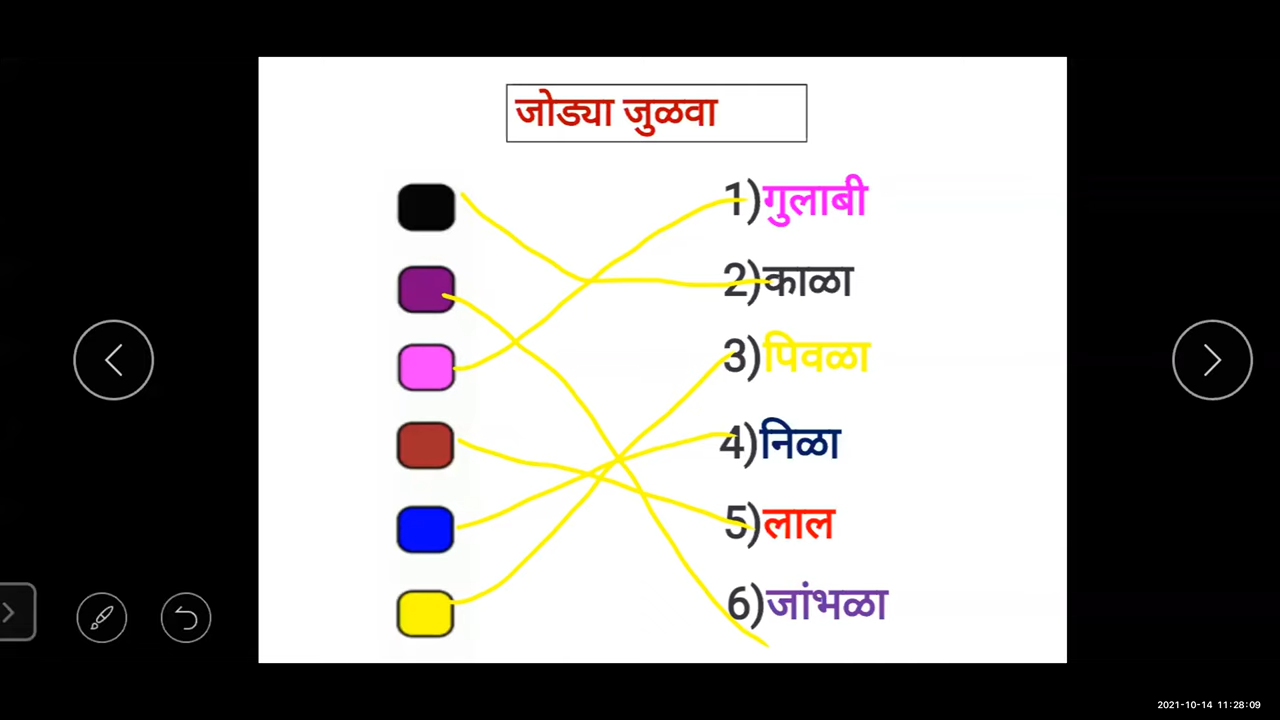 जोड्या जुळवा
1)गुलाबी
2)काळा
3)पिवळा
4)निळा
5)लाल
6)जांभळा
2021-10-14 11:28:09